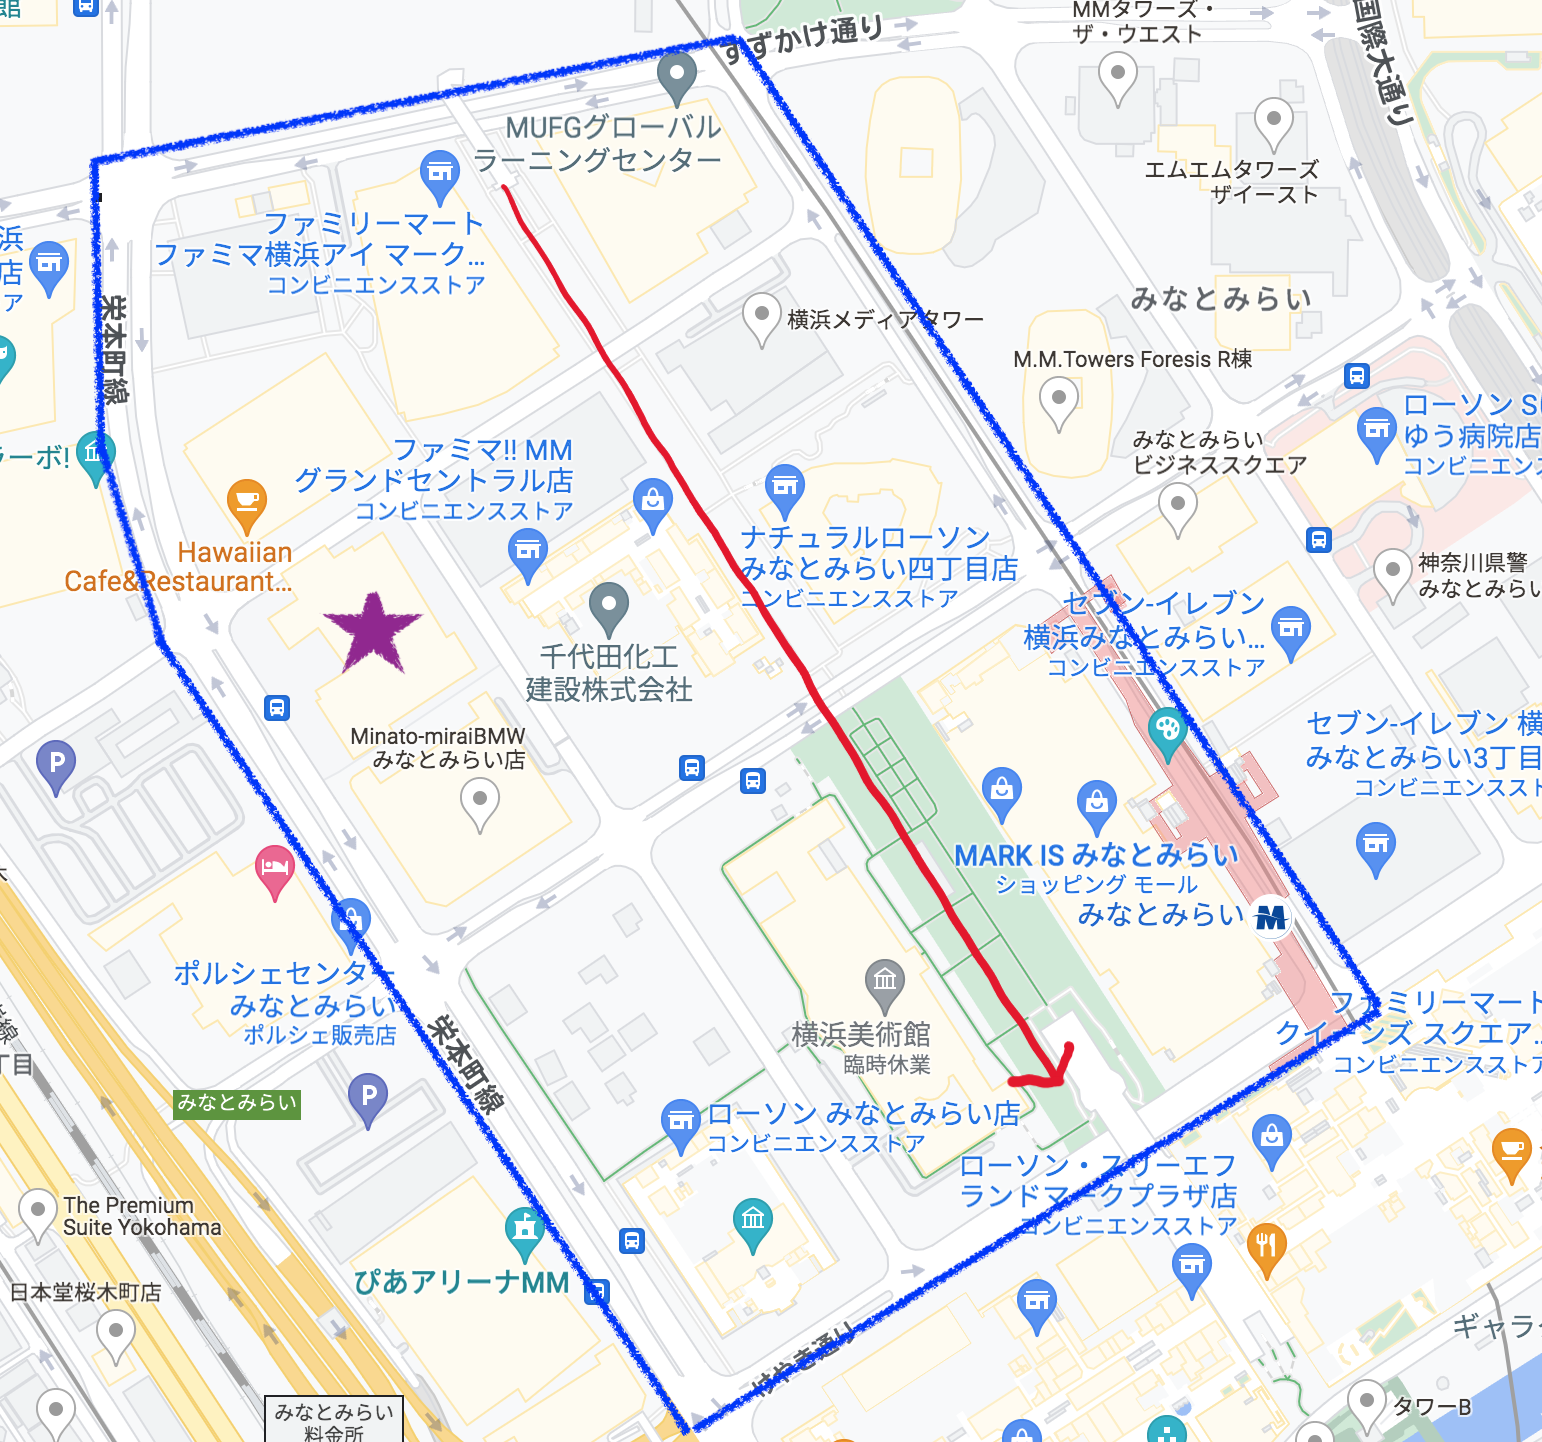 館
すずかけ通り
MMタワーズ・
ザ・ウエスト
国際大通り
MUFGグローバル
ラーニングセンター
エムエムタワーズ
ザイースト
ファミリーマート
ファミマ横浜アイ マーク...
コンビニエンスストア
浜
店
ア
栄本町線
横浜メディアタワー
みなとみらい
M.M.Towers Foresis R棟
ローソン
ゆう病院店
コンビニエンス
みなとみらい
ビジネススクエア
ラーボ!
ファミマ!! MM
グランドセントラル店
コンビニエンスストア
Hawaiian
Cafe&Restaurant...
ナチュラルローソン
みなとみらい四丁目店
コンビニエンスストア
神奈川県警
みなとみらい
セブン-イレブン
横浜みなとみらい...
コンビニエンスストア
千代田化工
建設株式会社
Minato-miraiBMW
みなとみらい店
セブン-イレブン 横
みなとみらい3丁目
コンビニエンススト
P
MARK IS みなとみらい
ショッピング モール
みなとみらい
ポルシェセンター
みなとみらい
ポルシェ販売店
横浜美術館
臨時休業
ファミリーマート
クイーンズ スクエア...
コンビニエンスストア
栄本町線
丁目
みなとみらい
P
ローソン みなとみらい店
コンビニエンスストア
ローソン・スリーエフ
ランドマークプラザ店
コンビニエンスストア
The Premium
Suite Yokohama
ぴあアリーナMM
日本堂桜木町店
けやき通り
ギャラ
みなとみらい
料金所
タワーB